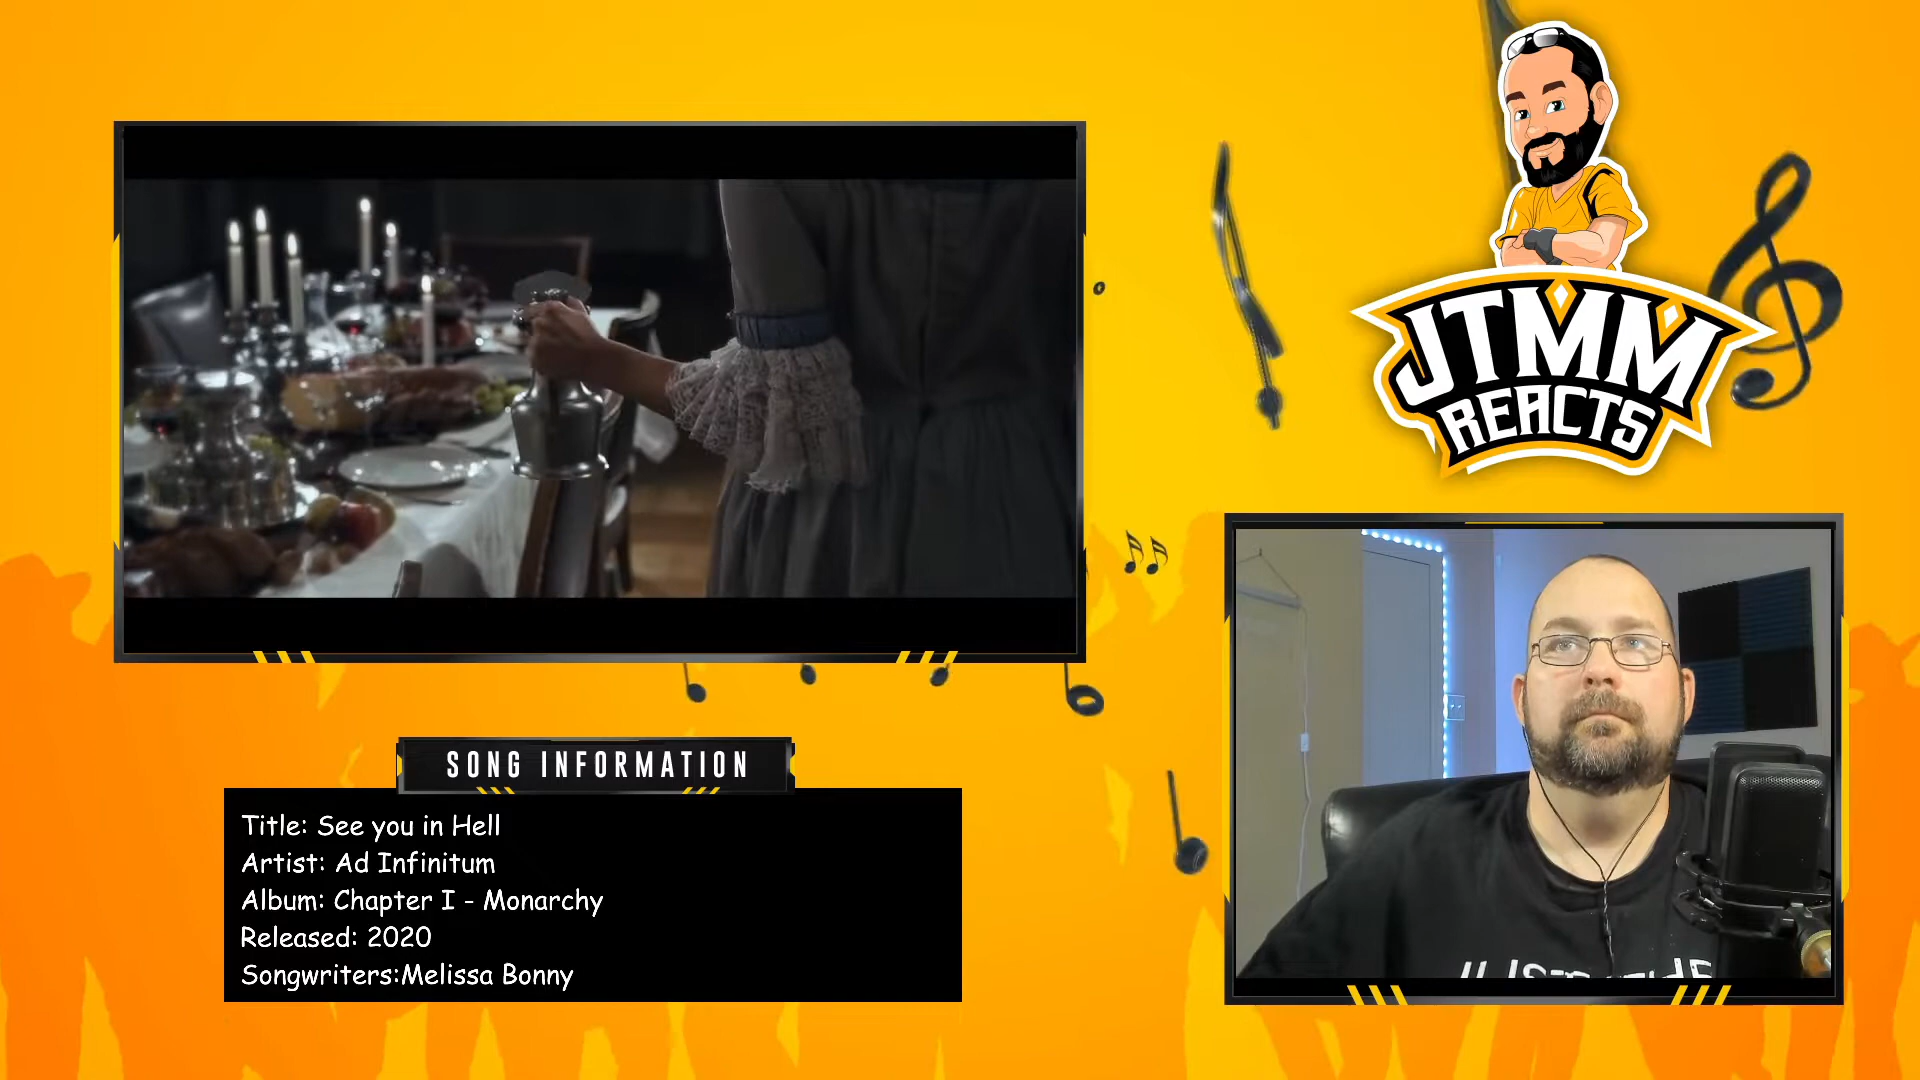 JTMM
REACTS
SONG INFORMATION
Title: See you in Hell
Artist: Ad Infinitum
Album: Chapter I - Monarchy
Released: 2020
Songwriters:Melissa Bonny